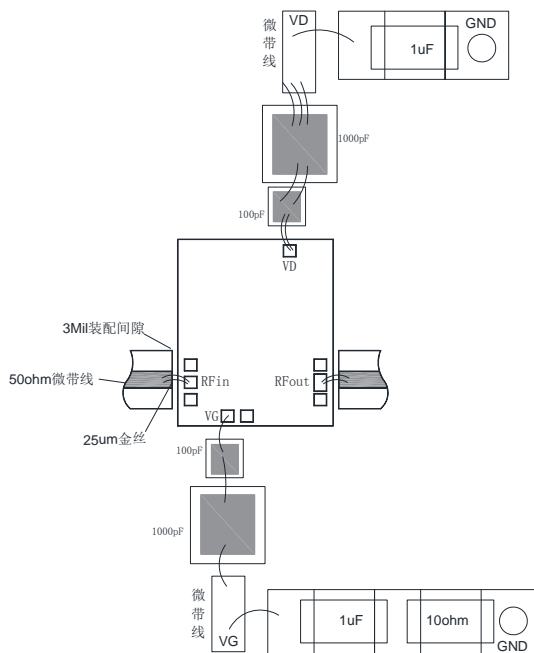 微带线
VD
GND
1uF
1000pF
100pF
VD
3Mil装配间隙
50ohm微带线
RFin
RFout
VG
25um金丝
100pF
1000pF
微带线
VG
1uF
10ohm
GND